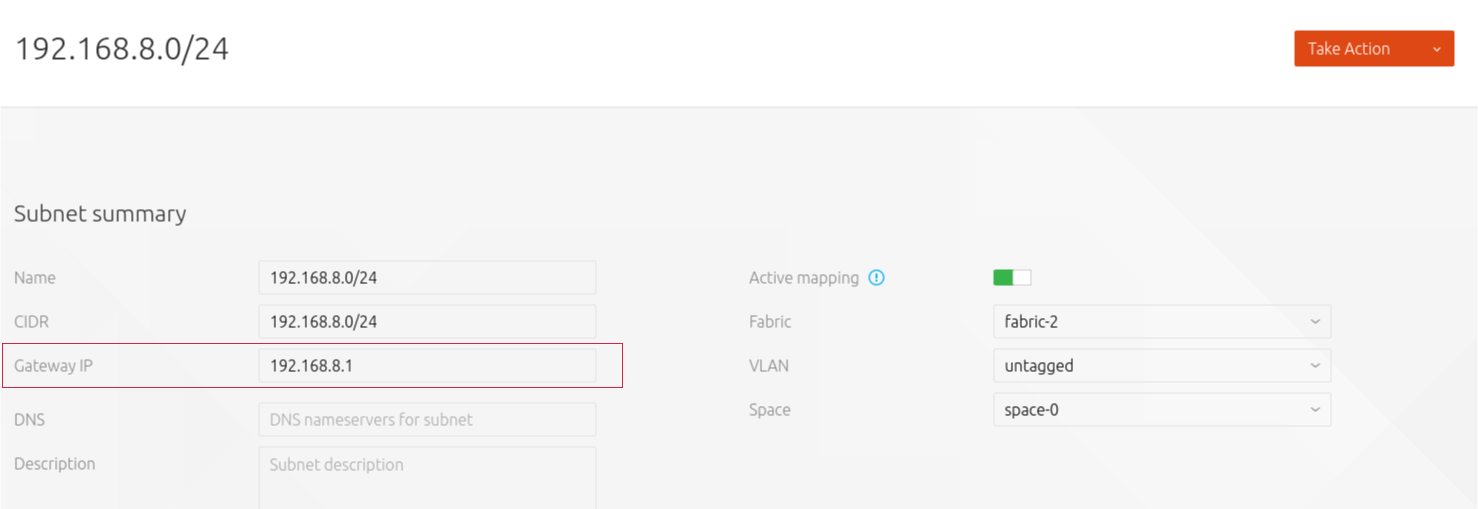 192.168.8.0/24
Take Action
Subnet summary
Name 192.168.8.0/24
CIDR 192.168.8.0/24
Gateway IP 192.168.8.1
DNS DNS nameservers for subnet
Description Subnet description
Active mapping
Fabric fabric-2
VLAN untagged
Space space-0